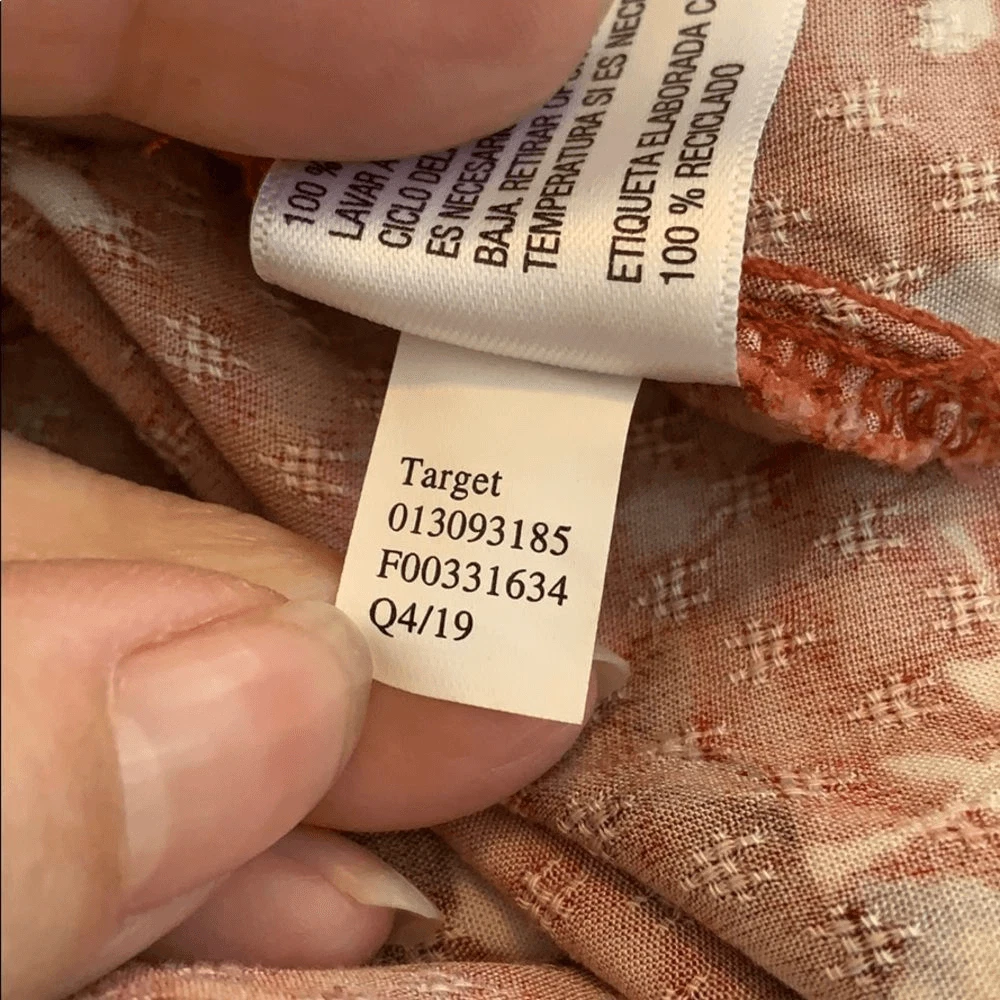 100 %
LAVAR A
CICLO DEL
ES NECESARI
BAJA. RETIRAR
TEMPERATURA SI ES NEC
ETIQUETA ELABORADA C
100 % RECICLADO
Target
013093185
F00331634
Q4/19